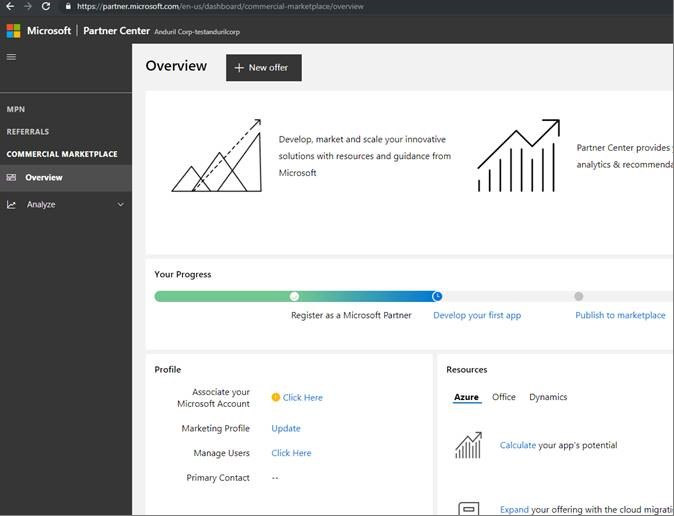 https://partner.microsoft.com/en-us/dashboard/commercial-marketplace/overview
Microsoft | Partner Center Anduril Corp-testandurilcorp
Overview
+ New offer
MPN
REFERRALS
COMMERCIAL MARKETPLACE
Overview
Analyze
Develop, market and scale your innovative
solutions with resources and guidance from
Microsoft
Partner Center provides
analytics & recommenda
Your Progress
Register as a Microsoft Partner
Develop your first app
Publish to marketplace
Profile
Associate your
Microsoft Account
Click Here
Marketing Profile
Update
Manage Users
Click Here
Primary Contact
--
Resources
Azure Office Dynamics
Calculate your app's potential
Expand your offering with the cloud migrati